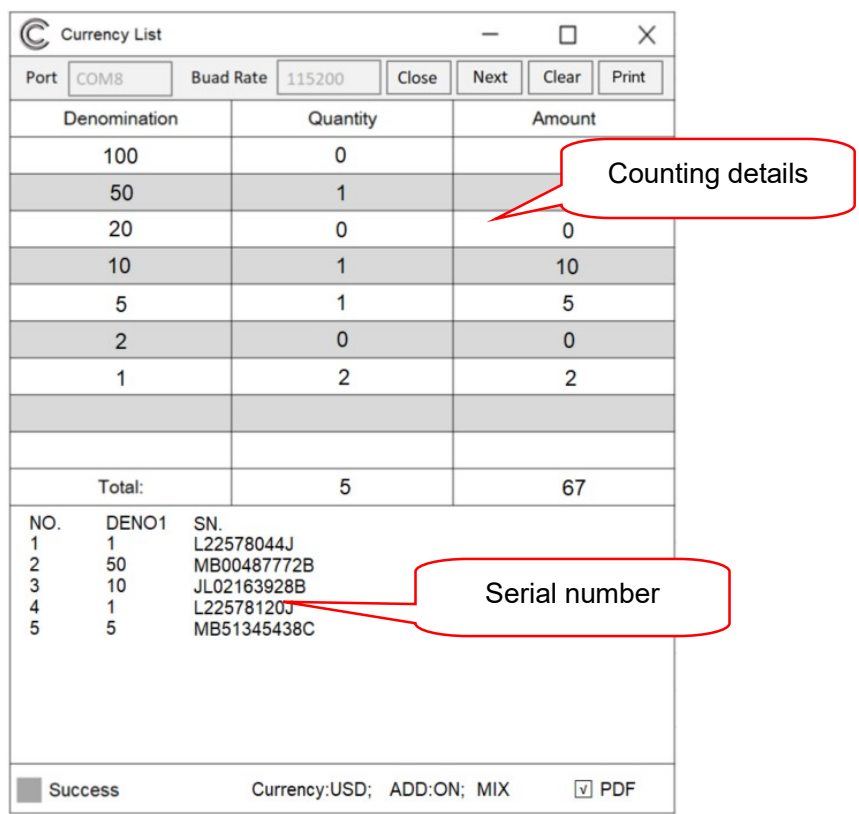 Currency List
Port COM8 Buad Rate 115200 Close Next Clear Print
Denomination Quantity Amount
100 0
Counting details
50 1
20 0 0
10 1 10
5 1 5
2 0 0
1 2 2
Total: 5 67
NO. DENO1 SN.
1 1 L22578044J
2 50 MB00487772B
3 10 JL02163928B
Serial number
4 1 L22578120J
5 5 MB51345438C
Success Currency:USD; ADD:ON; MIX √ PDF